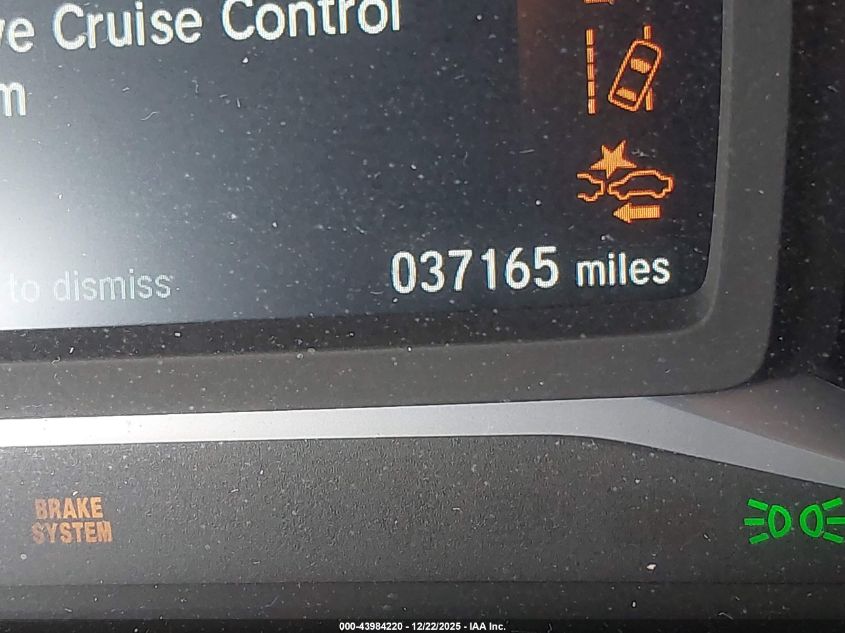 ve Cruise Control
m
to dismiss
037165 miles
BRAKE
SYSTEM
000-43984220 - 12/22/2025 - IAA Inc.